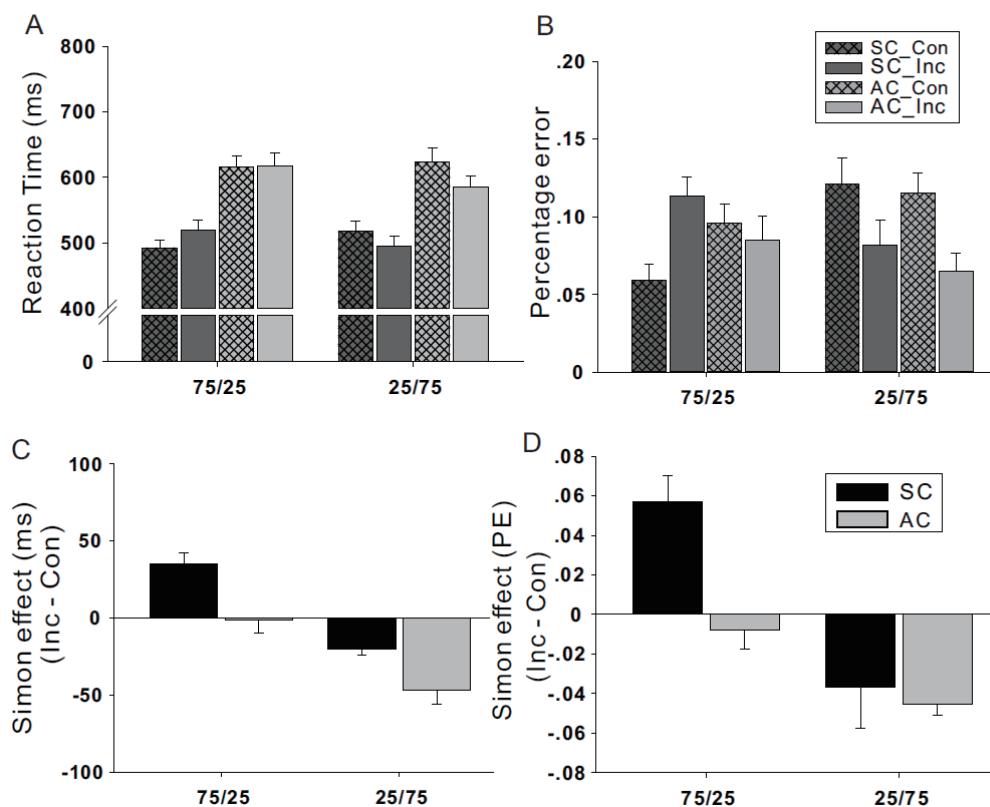 A
Reaction Time (ms)
800
700
600
500
400
0
75/25
25/75
B
Percentage error
.20
.15
.10
.05
0
SC_Con
SC_Inc
AC_Con
AC_Inc
75/25
25/75
C
Simon effect (ms)
(Inc - Con)
100
50
0
-50
-100
75/25
25/75
D
Simon effect (PE)
(Inc - Con)
.08
.06
.04
.02
0
-.02
-.04
-.06
-.08
SC
AC
75/25
25/75